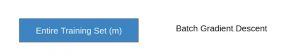 Entire Training Set (m)
Batch Gradient Descent